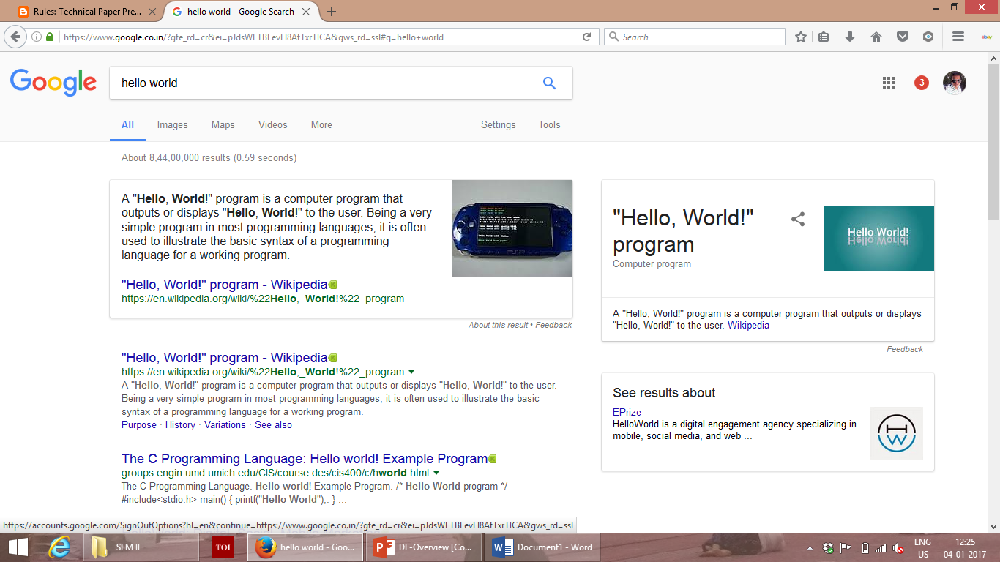 Rules: Technical Paper Pre...
hello world - Google Search
https://www.google.co.in/?gfe_rd=cr&ei=pJdsWLTBEevH8AfTxrTICA&gws_rd=ssl#q=hello+world
Search
ebay
Google
hello world
3
All Images Maps Videos More Settings Tools
About 8,44,00,000 results (0.59 seconds)
A "Hello, World!" program is a computer program that
outputs or displays "Hello, World!" to the user. Being a very
simple program in most programming languages, it is often
used to illustrate the basic syntax of a programming
language for a working program.
"Hello, World!" program - Wikipedia
https://en.wikipedia.org/wiki/%22Hello,_World!%22_program
About this result • Feedback
"Hello, World!" program - Wikipedia
https://en.wikipedia.org/wiki/%22Hello,_World!%22_program
A "Hello, World!" program is a computer program that outputs or displays "Hello, World!" to the user.
Being a very simple program in most programming languages, it is often used to illustrate the basic
syntax of a programming language for a working program.
Purpose · History · Variations · See also
The C Programming Language: Hello world! Example Program
groups.engin.umd.umich.edu/CIS/course.des/cis400/c/hworld.html
The C Programming Language. Hello world! Example Program. /* Hello World program */
#include<stdio.h> main() { printf("Hello World");. } ...
"Hello, World!"
program
Computer program
Hello World!
A "Hello, World!" program is a computer program that outputs or displays
"Hello, World!" to the user. Wikipedia
Feedback
See results about
EPrize
HelloWorld is a digital engagement agency specializing in
mobile, social media, and web ...
HW
https://accounts.google.com/SignOutOptions?hl=en&continue=https://www.google.co.in/?gfe_rd=cr&ei=pJdsWLTBEevH8AfTxrTICA&gws_rd=ssl
SEM II
TOI
hello world - Goo...
DL-Overview [Co...
Document1 - Word
ENG
US
12:25
04-01-2017